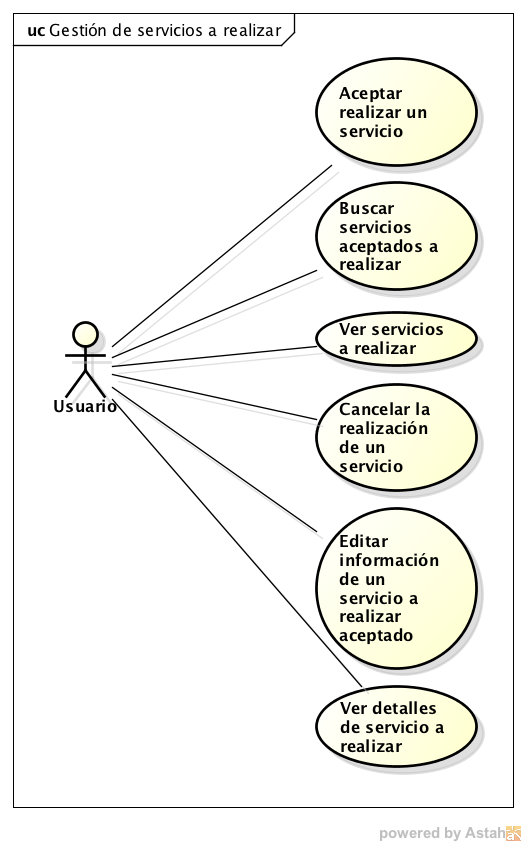 uc Gestión de servicios a realizar
Aceptar
realizar un
servicio
Buscar
servicios
aceptados a
realizar
Ver servicios
a realizar
Usuario
Cancelar la
realización
de un
servicio
Editar
información
de un
servicio a
realizar
aceptado
Ver detalles
de servicio a
realizar
powered by Astah